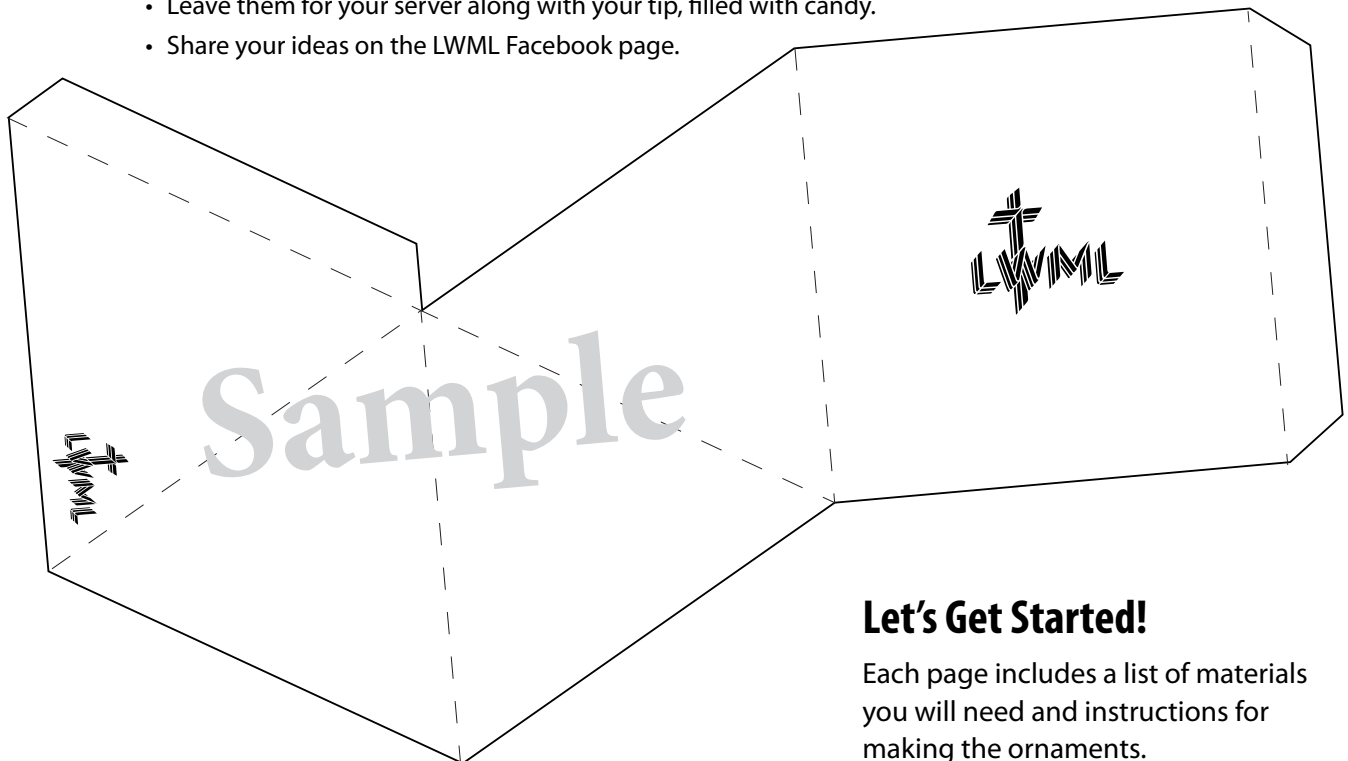 • Leave them for your server along with your tip, filled with candy.
• Share your ideas on the LWML Facebook page.
LWML
Sample
LWML
Let's Get Started!
Each page includes a list of materials
you will need and instructions for
making the ornaments.